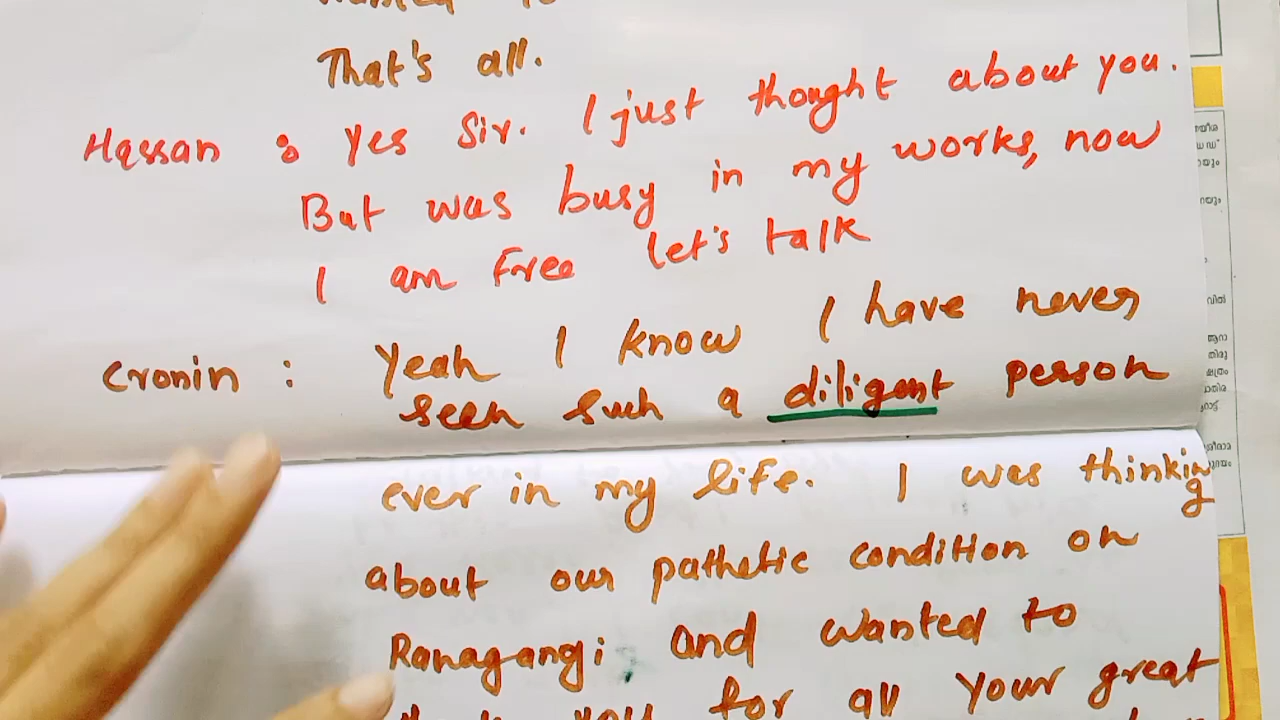 That's all.
Hassan : Yes Sir. I just thought about you.
But was busy in my works, now
I am Free let's talk
Cronin : Yeah I know I have never
seen such a diligent person
ever in my life. I was thinking
about our pathetic condition on
Ranagangi and wanted to
you for all your great